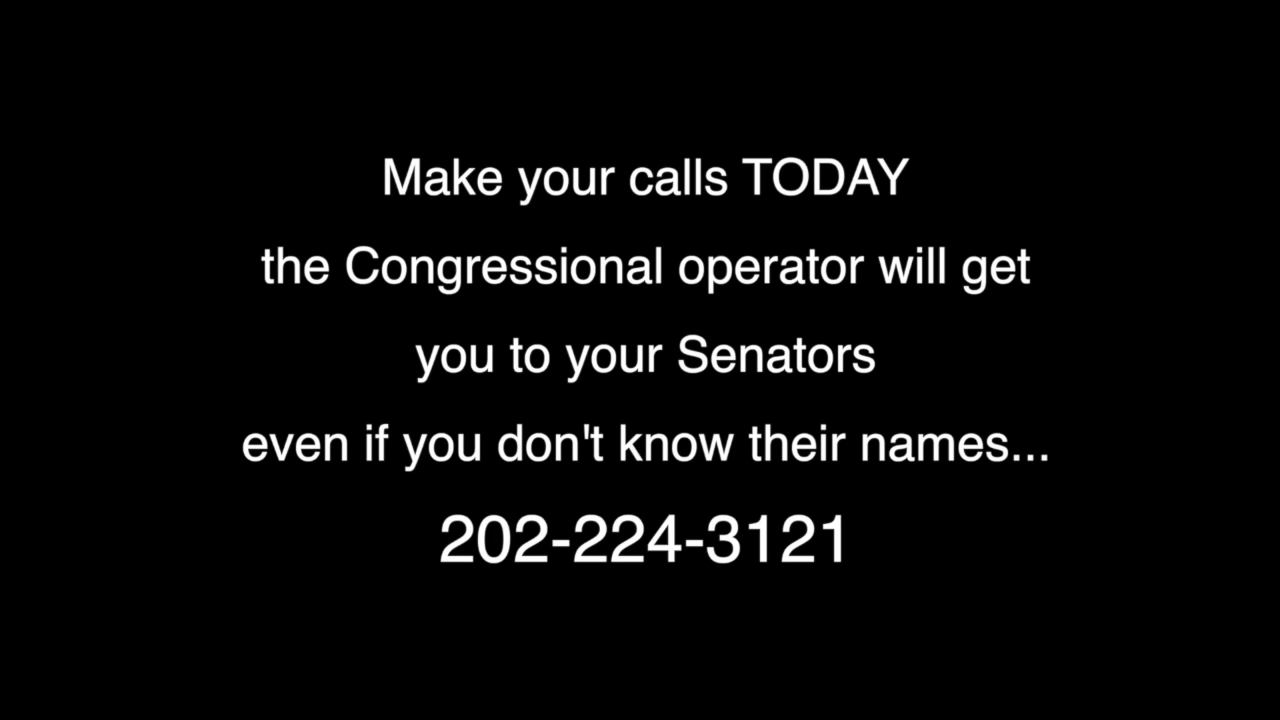 Make your calls TODAY
the Congressional operator will get
you to your Senators
even if you don't know their names...
202-224-3121